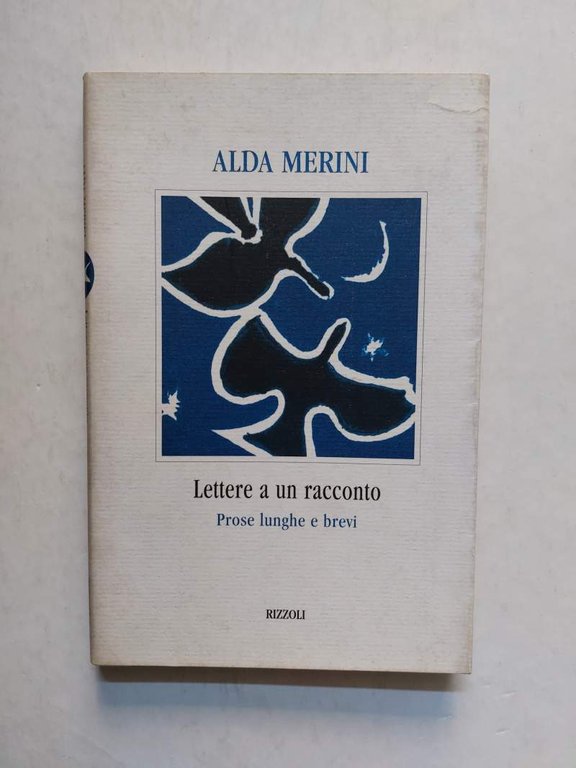 ALDA MERINI
Lettere a un racconto
Prose lunghe e brevi
RIZZOLI